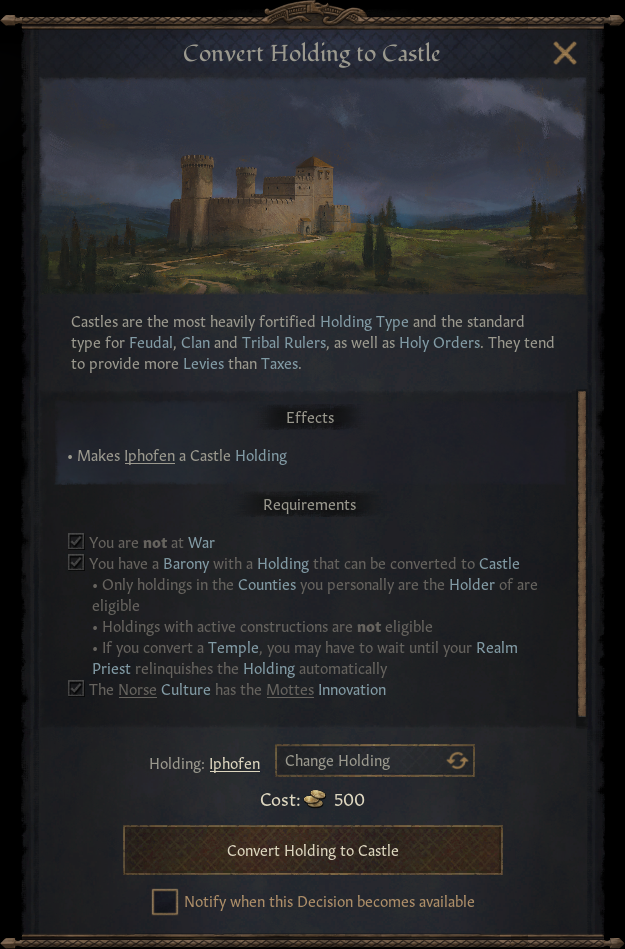 Convert Holding to Castle
Castles are the most heavily fortified Holding Type and the standard
type for Feudal, Clan and Tribal Rulers, as well as Holy Orders. They tend
to provide more Levies than Taxes.
Effects
• Makes Iphofen a Castle Holding
Requirements
You are not at War
You have a Barony with a Holding that can be converted to Castle
• Only holdings in the Counties you personally are the Holder of are
eligible
• Holdings with active constructions are not eligible
• If you convert a Temple, you may have to wait until your Realm
Priest relinquishes the Holding automatically
The Norse Culture has the Mottes Innovation
Holding: Iphofen Change Holding
Cost: 500
Convert Holding to Castle
Notify when this Decision becomes available